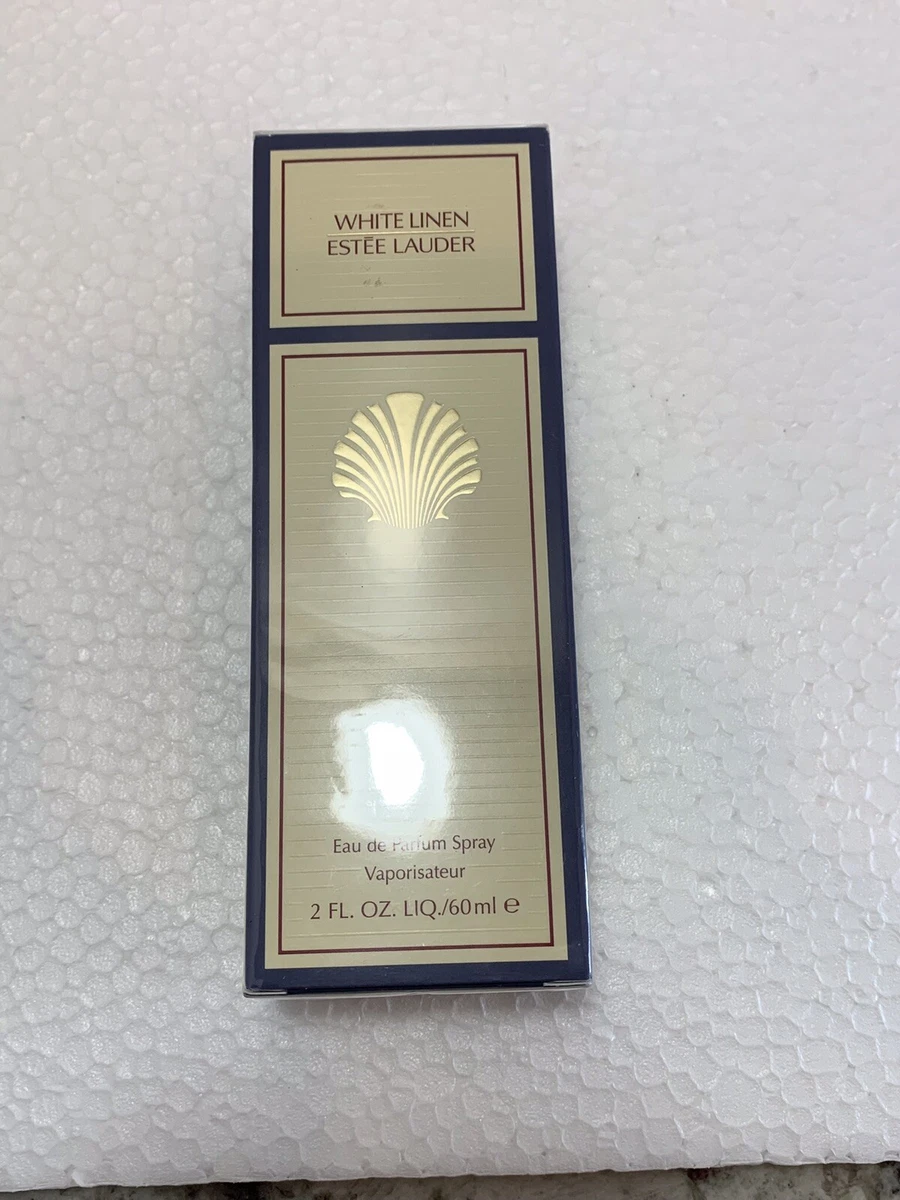 WHITE LINEN
ESTĒE LAUDER
Eau de Parfum Spray
Vaporisateur
2 FL. OZ. LIQ./60ml ℮